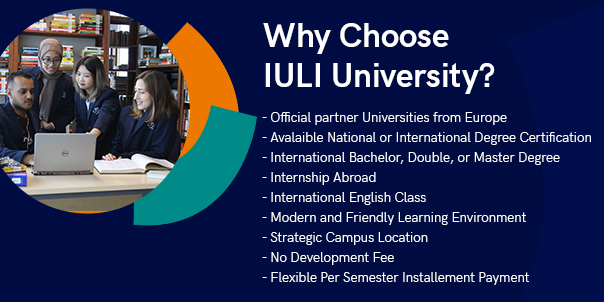 Why Choose
IULI University?
- Official partner Universities from Europe
- Avalaible National or International Degree Certification
- International Bachelor, Double, or Master Degree
- Internship Abroad
- International English Class
- Modern and Friendly Learning Environment
- Strategic Campus Location
- No Development Fee
- Flexible Per Semester Installement Payment